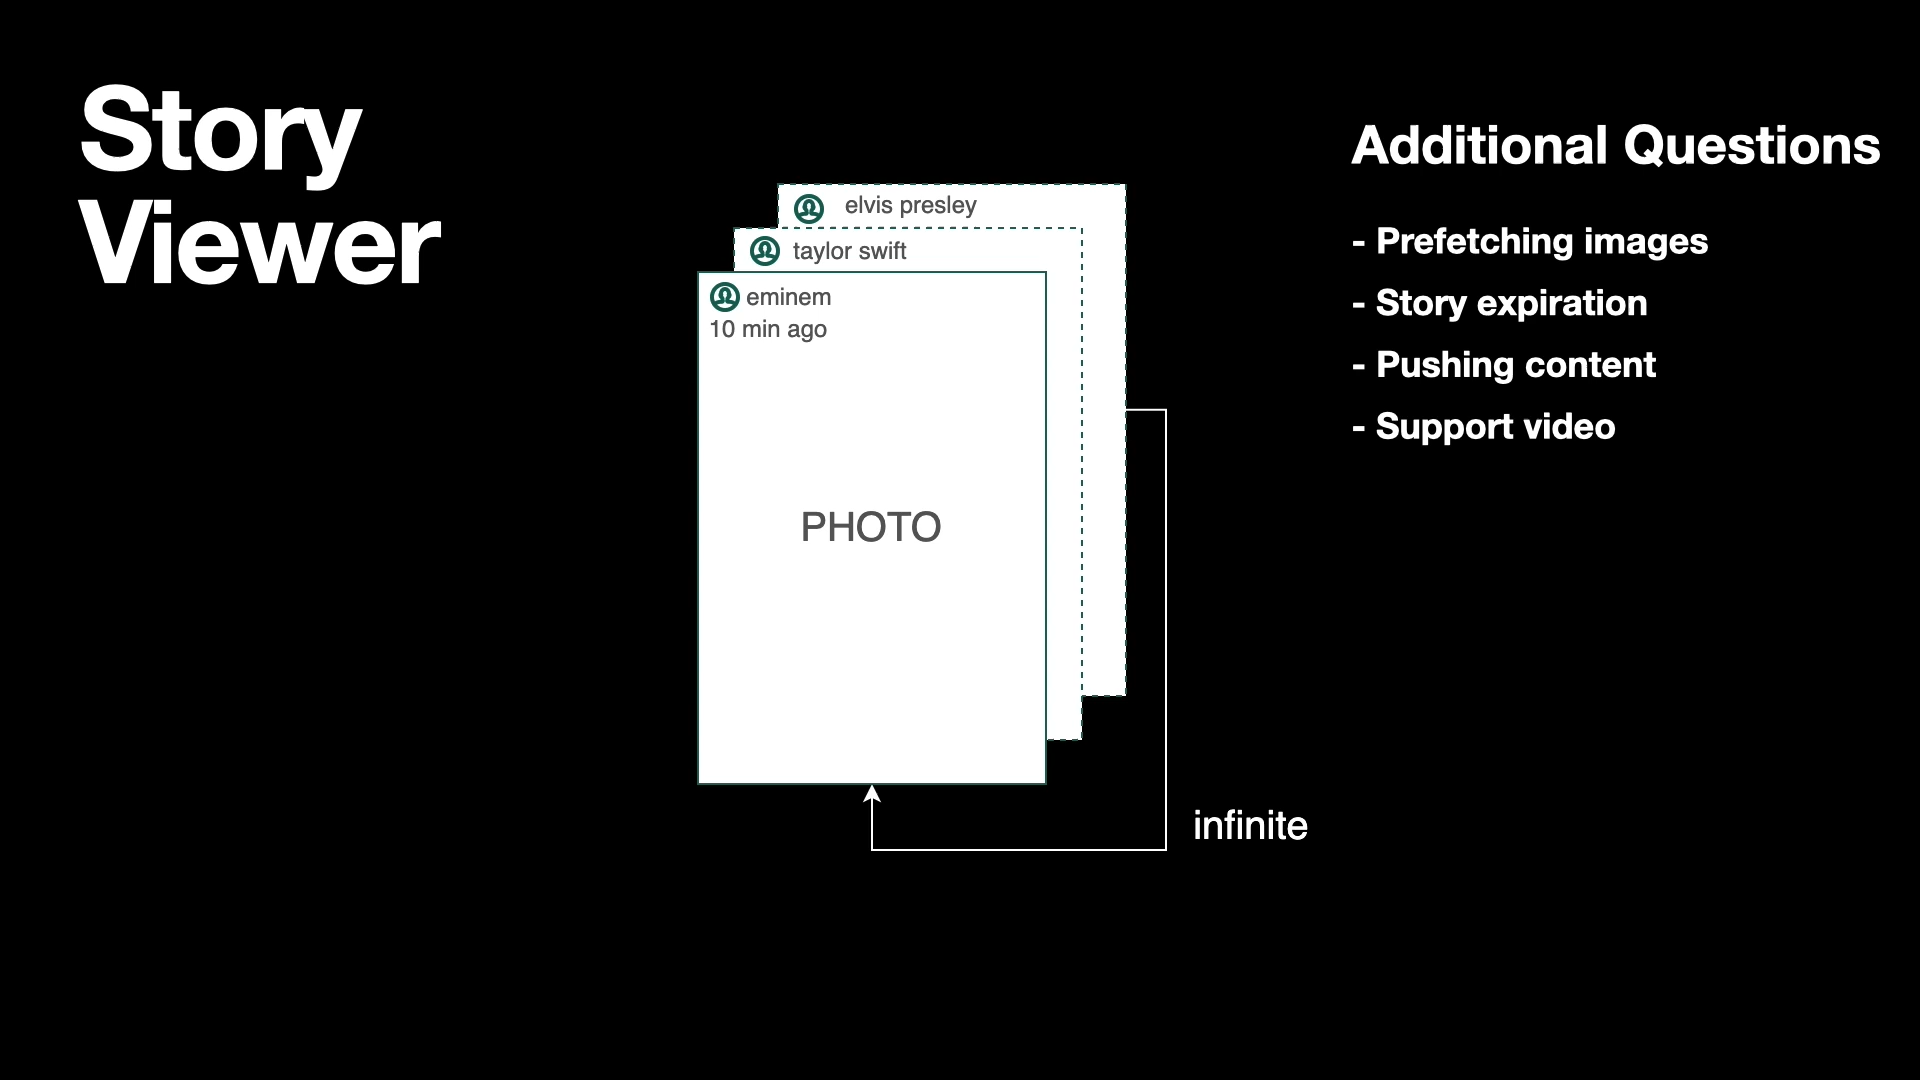 Story
Viewer
elvis presley
taylor swift
eminem
10 min ago
PHOTO
infinite
Additional Questions
- Prefetching images
- Story expiration
- Pushing content
- Support video